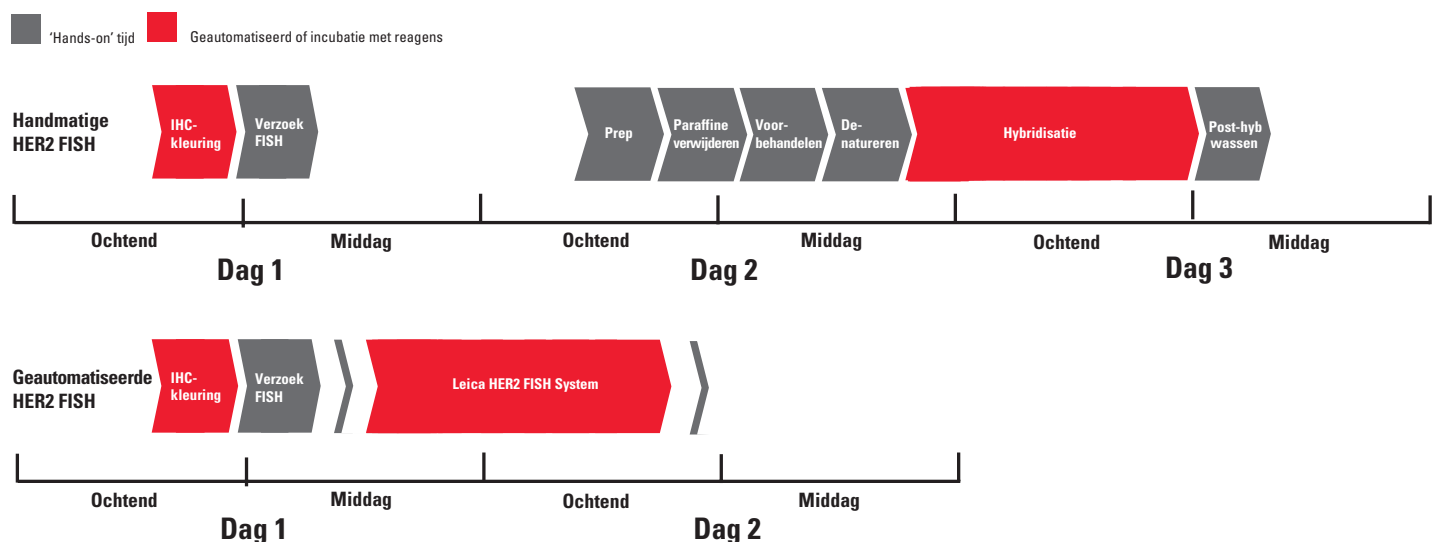 'Hands-on' tijd
Geautomatiseerd of incubatie met reagens
Handmatige
HER2 FISH
IHC-
kleuring
Verzoek
FISH
Prep
Paraffine
verwijderen
Voor-
behandelen
De-
natureren
Hybridisatie
Post-hyb
wassen
Ochtend
Middag
Ochtend
Middag
Ochtend
Middag
Dag 1
Dag 2
Dag 3
Geautomatiseerde
HER2 FISH
IHC-
kleuring
Verzoek
FISH
Leica HER2 FISH System
Ochtend
Middag
Ochtend
Middag
Dag 1
Dag 2